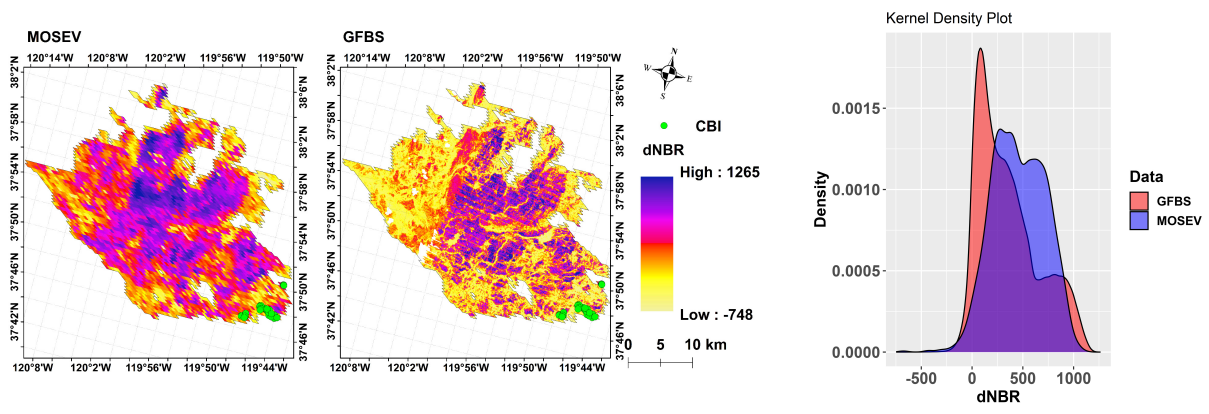 MOSEV
120°14'W 120°8'W 120°2'W 119°56'W 119°50'W
38°2'N
37°58'N
37°54'N
37°50'N
37°46'N
37°42'N
38°6'N
38°2'N
37°58'N
37°54'N
37°50'N
37°46'N
120°8'W 120°2'W 119°56'W 119°50'W 119°44'W
GFBS
120°14'W 120°8'W 120°2'W 119°56'W 119°50'W
38°2'N
37°58'N
37°54'N
37°50'N
37°46'N
37°42'N
38°6'N
38°2'N
37°58'N
37°54'N
37°50'N
37°46'N
120°8'W 120°2'W 119°56'W 119°50'W 119°44'W
N
W E
S
CBI
dNBR
High : 1265
Low : -748
0 5 10 km
Kernel Density Plot
Density
0.0015
0.0010
0.0005
0.0000
-500 0 500 1000
dNBR
Data
GFBS
MOSEV